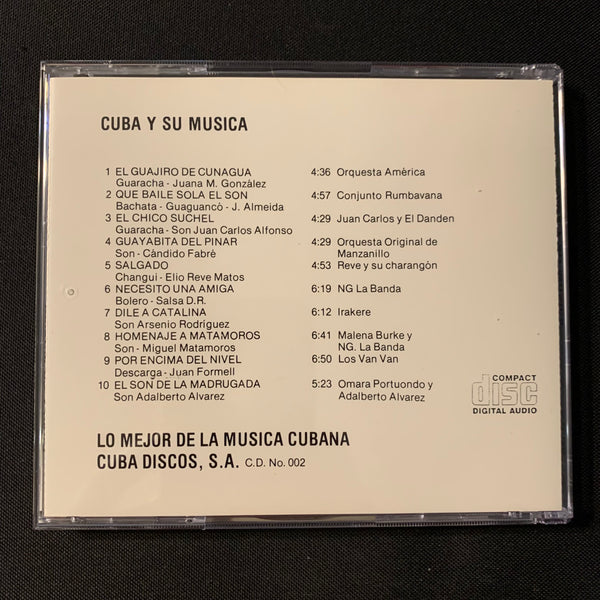 CUBA Y SU MUSICA
1 EL GUAJIRO DE CUNAGUA 4:36 Orquesta América
Guaracha - Juana M. Gonzàlez
2 QUE BAILE SOLA EL SON 4:57 Conjunto Rumbavana
Bachata - Guaguancó - J. Almeida
3 EL CHICO SUCHEL 4:29 Juan Carlos y El Danden
Guaracha - Son Juan Carlos Alfonso
4 GUAYABITA DEL PINAR 4:29 Orquesta Original de
Son - Càndido Fabrè Manzanillo
5 SALGADO 4:53 Reve y su charangón
Changui - Elio Reve Matos
6 NECESITO UNA AMIGA 6:19 NG La Banda
Bolero - Salsa D.R.
7 DILE A CATALINA 6:12 Irakere
Son Arsenio Rodriguez
8 HOMENAJE A MATAMOROS 6:41 Malena Burke y
Son - Miguel Matamoros NG. La Banda
9 POR ENCIMA DEL NIVEL 6:50 Los Van Van
Descarga - Juan Formell
10 EL SON DE LA MADRUGADA 5:23 Omara Portuondo y
Son Adalberto Alvarez Adalberto Alvarez
COMPACT
disc
DIGITAL AUDIO
LO MEJOR DE LA MUSICA CUBANA
CUBA DISCOS, S.A. C.D. No. 002